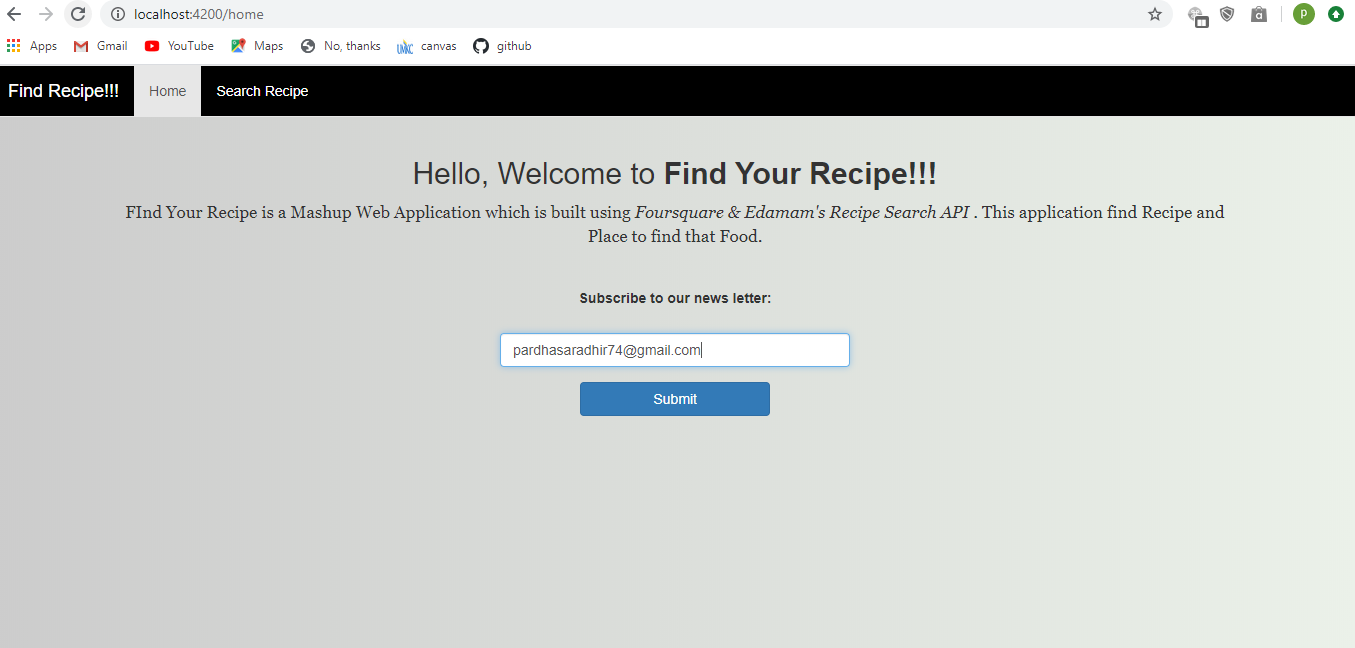 localhost:4200/home
P
Apps Gmail YouTube Maps No, thanks UMKC canvas github
Find Recipe!!! Home Search Recipe
Hello, Welcome to Find Your Recipe!!!
FInd Your Recipe is a Mashup Web Application which is built using Foursquare & Edamam's Recipe Search API . This application find Recipe and
Place to find that Food.
Subscribe to our news letter:
pardhasaradhir74@gmail.com
Submit